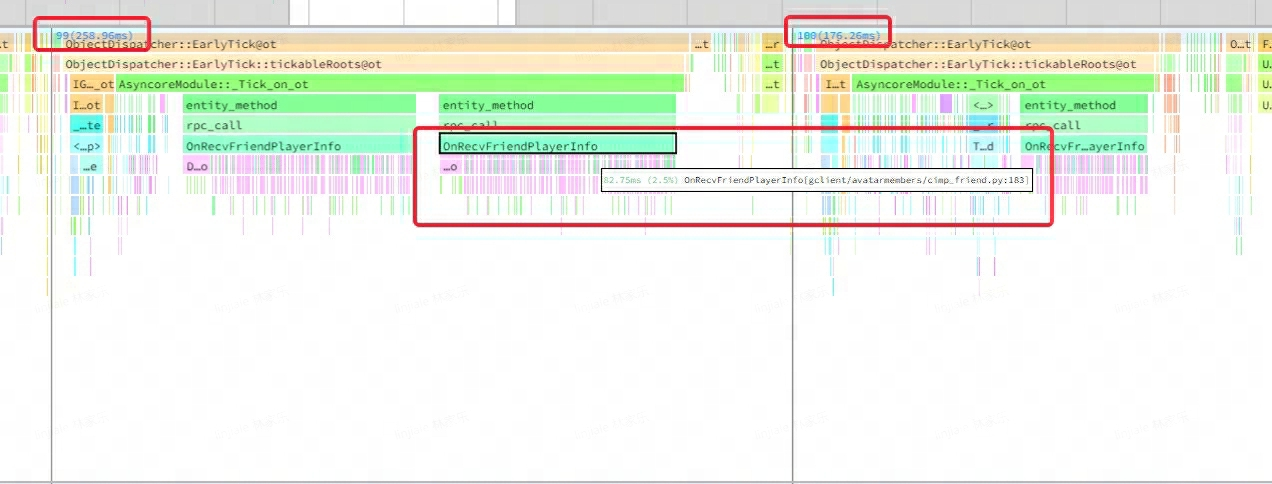 99(258.96ms)
100(176.26ms)
…t
ObjectDispatcher::EarlyTick@ot
…t
…r
ObjectDispatcher::EarlyTick@ot
O…t
F…
ObjectDispatcher::EarlyTick::tickableRoots@ot
…t
ObjectDispatcher::EarlyTick::tickableRoots@ot
U…
IG…_ot
AsyncoreModule::_Tick_on_ot
…t
I…t
AsyncoreModule::_Tick_on_ot
U…
I…ot
entity_method
entity_method
<…>
entity_method
U…
_…te
rpc_call
rpc_call
_…r
rpc_call
<…p>
OnRecvFriendPlayerInfo
OnRecvFriendPlayerInfo
T…d
OnRecvFr…ayerInfo
…e
D…o
…o
82.75ms (2.5%) OnRecvFriendPlayerInfo[gclient/avatarmembers/cimp_friend.py:183]